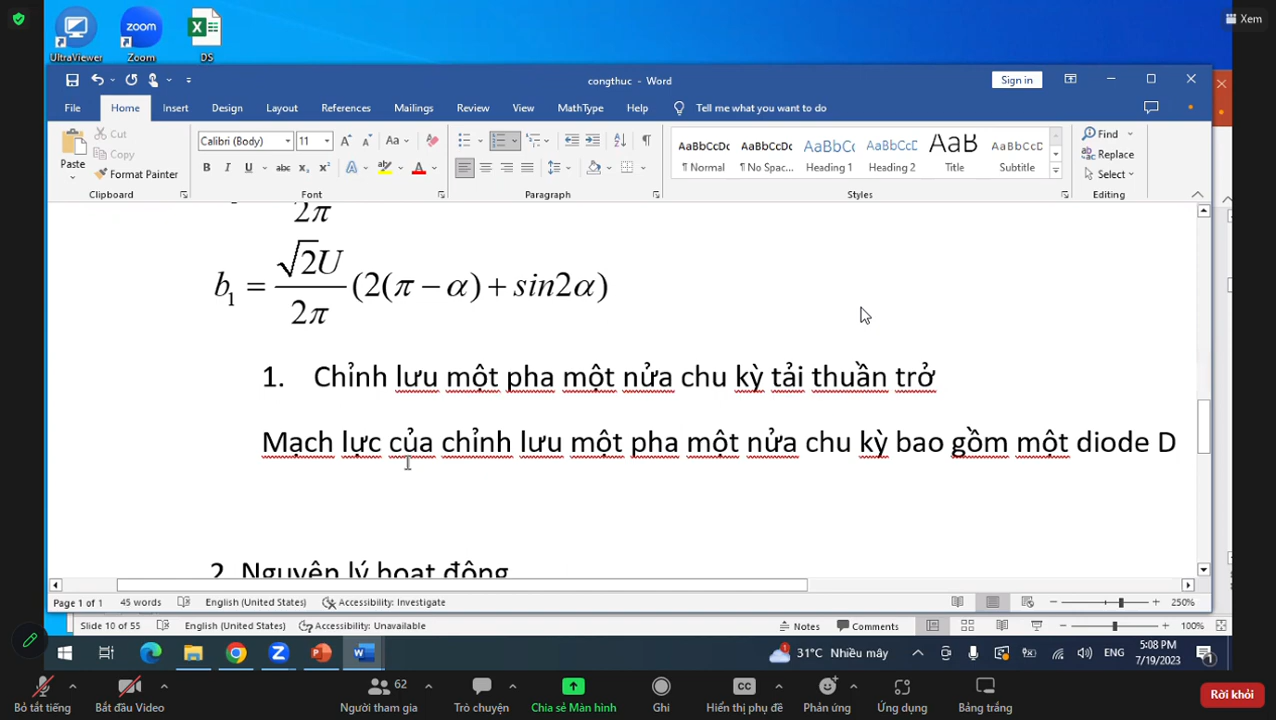 Xem
UltraViewer
Zoom
DS
congthuc - Word
Sign in
File Home Insert Design Layout References Mailings Review View MathType Help Tell me what you want to do
Paste
Cut
Copy
Format Painter
Clipboard
Calibri (Body) 11
B I U abc x₂ x²
Font
Paragraph
AaBbCcDc AaBbCcDc AaBbCc AaBbCcD AaB AaBbCcD
¶ Normal ¶ No Spac... Heading 1 Heading 2 Title Subtitle
Styles
Find
Replace
Select
Editing
2π
b₁ = √2U / 2π (2(π − α) + sin2α)
1. Chỉnh lưu một pha một nửa chu kỳ tải thuần trở
Mạch lực của chỉnh lưu một pha một nửa chu kỳ bao gồm một diode D
2. Nguyên lý hoạt động
Page 1 of 1 45 words English (United States) Accessibility: Investigate 250%
Slide 10 of 55 English (United States) Accessibility: Unavailable Notes Comments 100%
31°C Nhiều mây ENG 5:08 PM
7/19/2023
1
62
Bỏ tắt tiếng Bắt đầu Video Người tham gia Trò chuyện Chia sẻ Màn hình Ghi Hiển thị phụ đề Phản ứng Ứng dụng Bảng trắng Rời khỏi